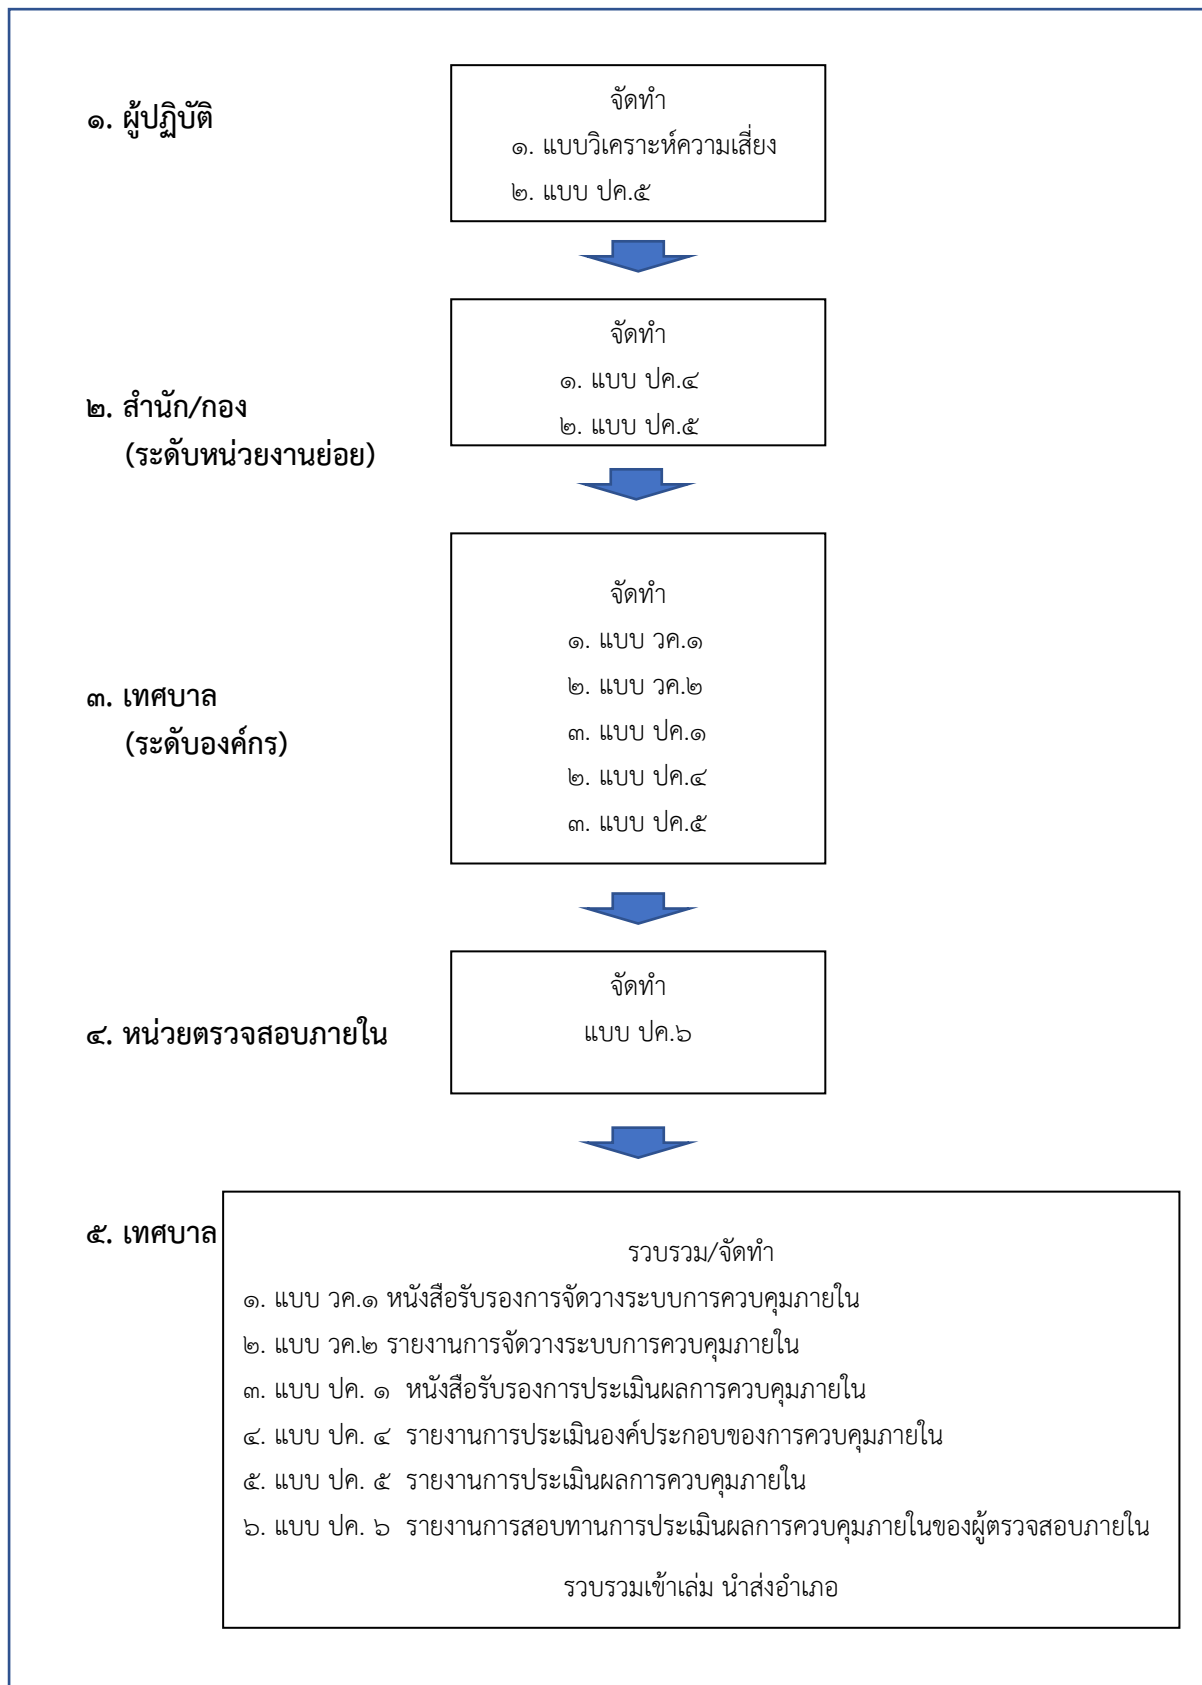 ๑. ผู้ปฏิบัติ
จัดทำ
๑. แบบวิเคราะห์ความเสี่ยง
๒. แบบ ปค.๕
๒. สำนัก/กอง
(ระดับหน่วยงานย่อย)
จัดทำ
๑. แบบ ปค.๔
๒. แบบ ปค.๕
๓. เทศบาล
(ระดับองค์กร)
จัดทำ
๑. แบบ วค.๑
๒. แบบ วค.๒
๓. แบบ ปค.๑
๒. แบบ ปค.๔
๓. แบบ ปค.๕
๔. หน่วยตรวจสอบภายใน
จัดทำ
แบบ ปค.๖
๕. เทศบาล
รวบรวม/จัดทำ
๑. แบบ วค.๑ หนังสือรับรองการจัดวางระบบการควบคุมภายใน
๒. แบบ วค.๒ รายงานการจัดวางระบบการควบคุมภายใน
๓. แบบ ปค. ๑ หนังสือรับรองการประเมินผลการควบคุมภายใน
๔. แบบ ปค. ๔ รายงานการประเมินองค์ประกอบของการควบคุมภายใน
๕. แบบ ปค. ๕ รายงานการประเมินผลการควบคุมภายใน
๖. แบบ ปค. ๖ รายงานการสอบทานการประเมินผลการควบคุมภายในของผู้ตรวจสอบภายใน
รวบรวมเข้าเล่ม นำส่งอำเภอ